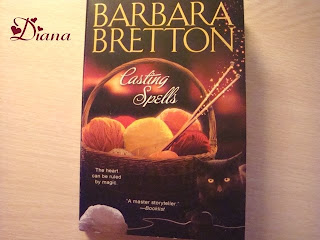 Diana
BARBARA
BRETTON
Casting
Spells
The heart
can be ruled
by magic.
"A master storyteller."
—Booklist